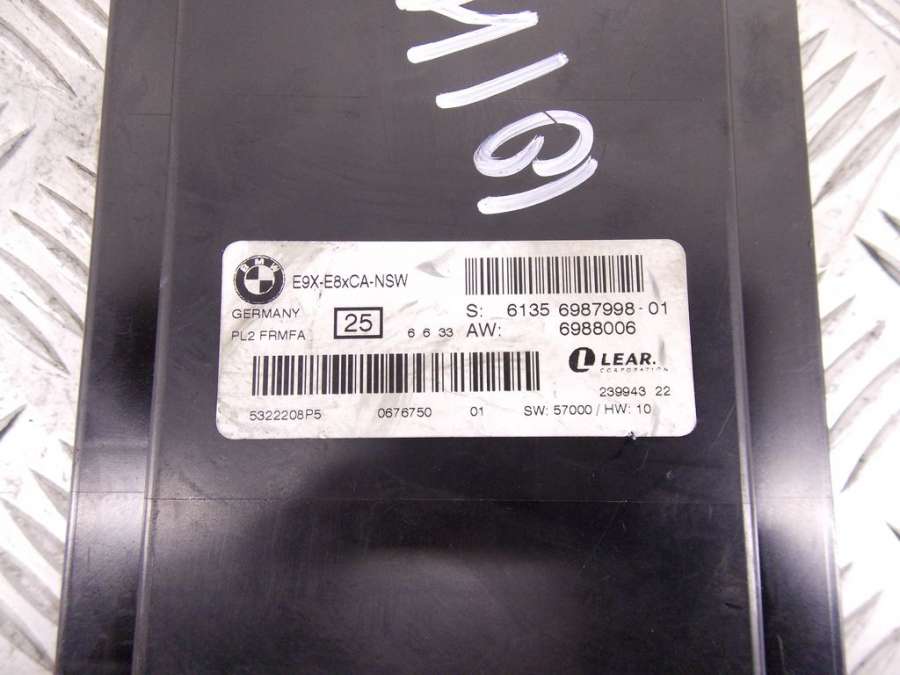 M19
BMW
E9X-E8xCA-NSW
GERMANY
PL2 FRMFA
25
6 6 33
S: 6135 6987998-01
AW: 6988006
LEAR.
CORPORATION
239943 22
5322208P5 0676750 01 SW: 57000 / HW: 10